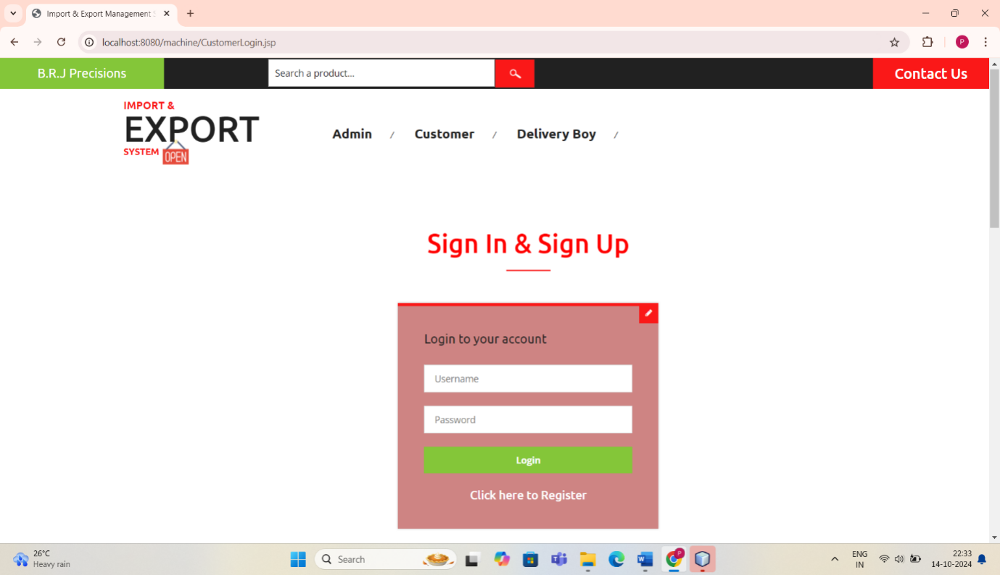 Import & Export Management S
localhost:8080/machine/CustomerLogin.jsp
P
B.R.J Precisions
Search a product...
Contact Us
IMPORT &
EXPORT
SYSTEM
OPEN
Admin / Customer / Delivery Boy /
Sign In & Sign Up
Login to your account
Username
Password
Login
Click here to Register
26°C
Heavy rain
Search
P
ENG
IN
22:33
14-10-2024